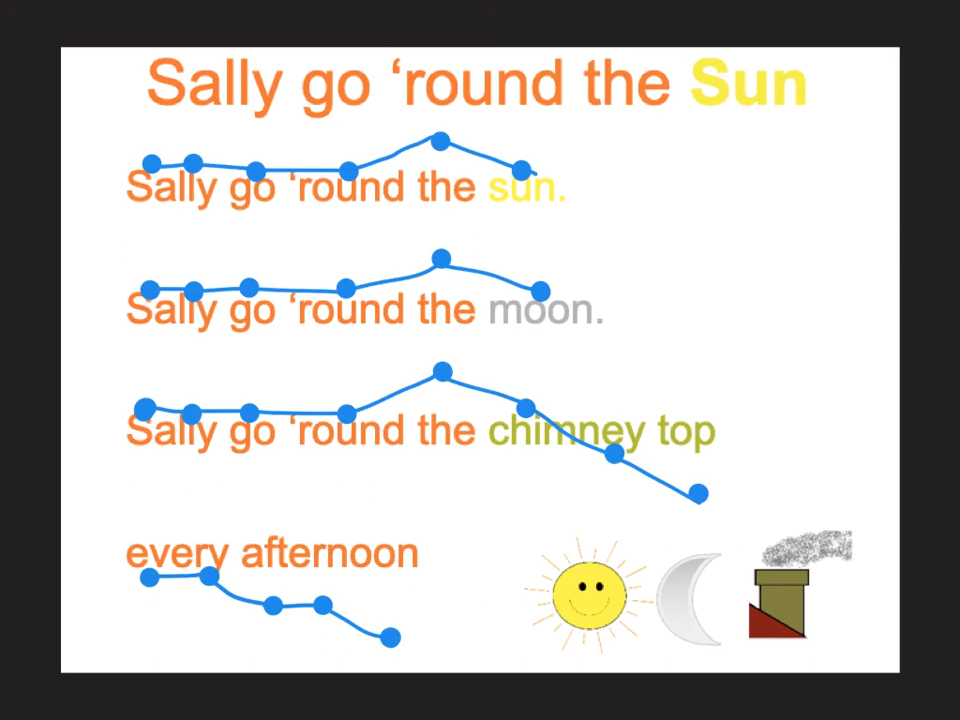 Sally go ‘round the Sun
Sally go ‘round the sun.
Sally go ‘round the moon.
Sally go ‘round the chimney top
every afternoon